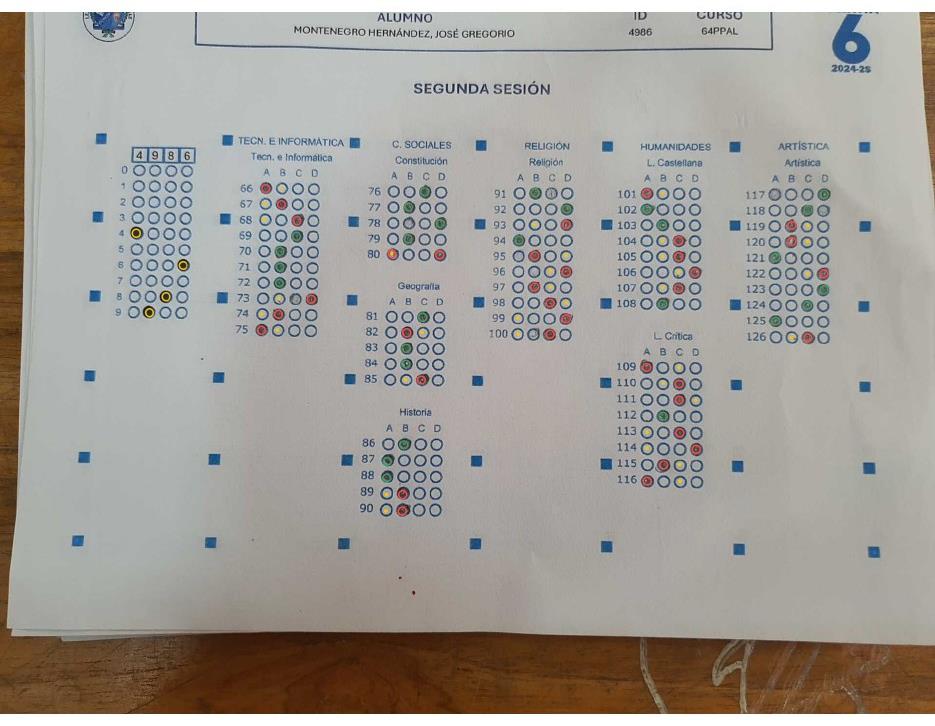 ALUMNO
ID
CURSO
MONTENEGRO HERNÁNDEZ, JOSÉ GREGORIO
4986
64PPAL
6
2024-2S
SEGUNDA SESIÓN
4 9 8 6
0
1
2
3
4
5
6
7
8
9
TECN. E INFORMÁTICA
Tecn. e Informática
A B C D
66
67
68
69
70
71
72
73
74
75
C. SOCIALES
Constitución
A B C D
76
77
78
79
80
Geografía
A B C D
81
82
83
84
85
Historia
A B C D
86
87
88
89
90
RELIGIÓN
Religión
A B C D
91
92
93
94
95
96
97
98
99
100
HUMANIDADES
L. Castellana
A B C D
101
102
103
104
105
106
107
108
L. Crítica
A B C D
109
110
111
112
113
114
115
116
ARTÍSTICA
Artística
A B C D
117
118
119
120
121
122
123
124
125
126